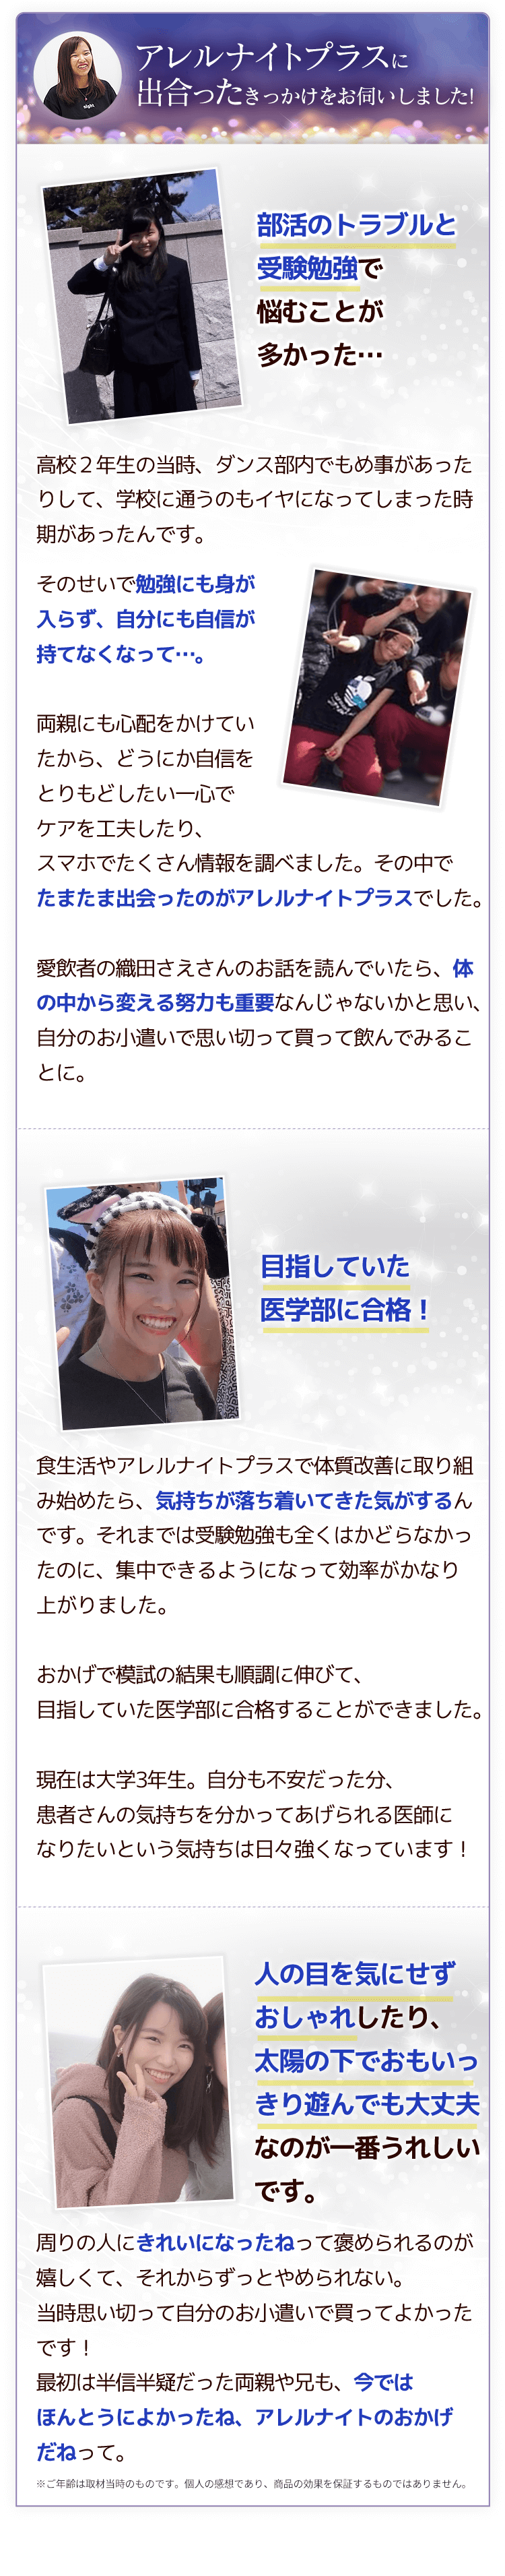 アレルナイトプラスに
出合ったきっかけをお伺いしました!
night
部活のトラブルと
受験勉強で
悩むことが
多かった…
高校２年生の当時、ダンス部内でもめ事があった
りして、学校に通うのもイヤになってしまった時
期があったんです。
そのせいで勉強にも身が
入らず、自分にも自信が
持てなくなって…。
両親にも心配をかけてい
たから、どうにか自信を
とりもどしたい一心で
ケアを工夫したり、
スマホでたくさん情報を調べました。その中で
たまたま出会ったのがアレルナイトプラスでした。
愛飲者の織田さえさんのお話を読んでいたら、体
の中から変える努力も重要なんじゃないかと思い、
自分のお小遣いで思い切って買って飲んでみるこ
とに。
目指していた
医学部に合格！
食生活やアレルナイトプラスで体質改善に取り組
み始めたら、気持ちが落ち着いてきた気がするん
です。それまでは受験勉強も全くはかどらなかっ
たのに、集中できるようになって効率がかなり
上がりました。
おかげで模試の結果も順調に伸びて、
目指していた医学部に合格することができました。
現在は大学3年生。自分も不安だった分、
患者さんの気持ちを分かってあげられる医師に
なりたいという気持ちは日々強くなっています！
人の目を気にせず
おしゃれしたり、
太陽の下でおもいっ
きり遊んでも大丈夫
なのが一番うれしい
です。
周りの人にきれいになったねって褒められるのが
嬉しくて、それからずっとやめられない。
当時思い切って自分のお小遣いで買ってよかった
です！
最初は半信半疑だった両親や兄も、今では
ほんとうによかったね、アレルナイトのおかげ
だねって。
※ご年齢は取材当時のものです。個人の感想であり、商品の効果を保証するものではありません。